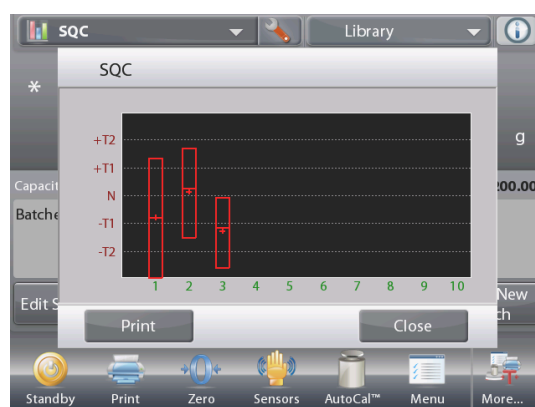 SQC
Library
SQC
*
g
+T2
+T1
N
-T1
-T2
1 2 3 4 5 6 7 8 9 10
Capacit
200.00
Batche
Edit S
New
ch
Print
Close
Standby
Print
Zero
Sensors
AutoCal™
Menu
More...